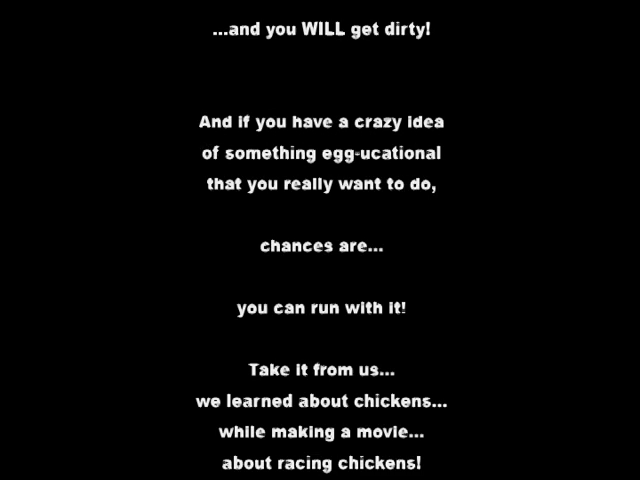 ...and you WILL get dirty!
And if you have a crazy idea
of something egg-ucational
that you really want to do,
chances are...
you can run with it!
Take it from us...
we learned about chickens...
while making a movie...
about racing chickens!